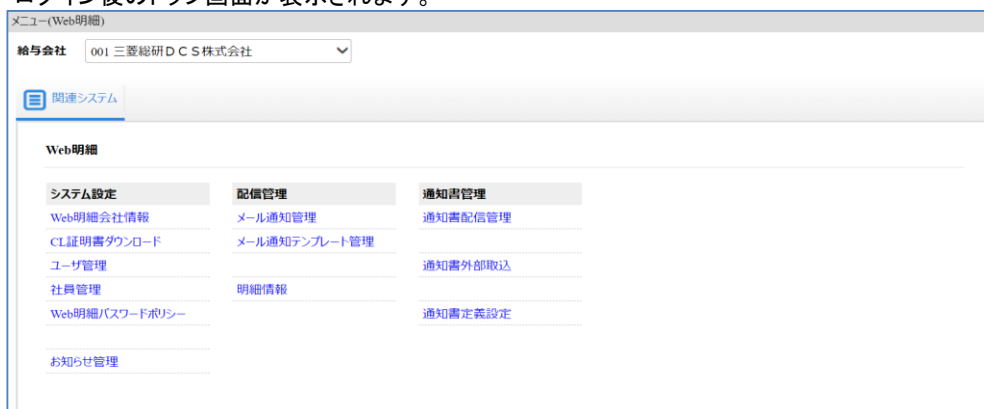 ログイン後のトップ画面が表示されます。
メニュー(Web明細)
給与会社 001 三菱総研ＤＣＳ株式会社
関連システム
Web明細
システム設定 配信管理 通知書管理
Web明細会社情報 メール通知管理 通知書配信管理
CL証明書ダウンロード メール通知テンプレート管理
ユーザ管理 通知書外部取込
社員管理 明細情報
Web明細パスワードポリシー 通知書定義設定
お知らせ管理